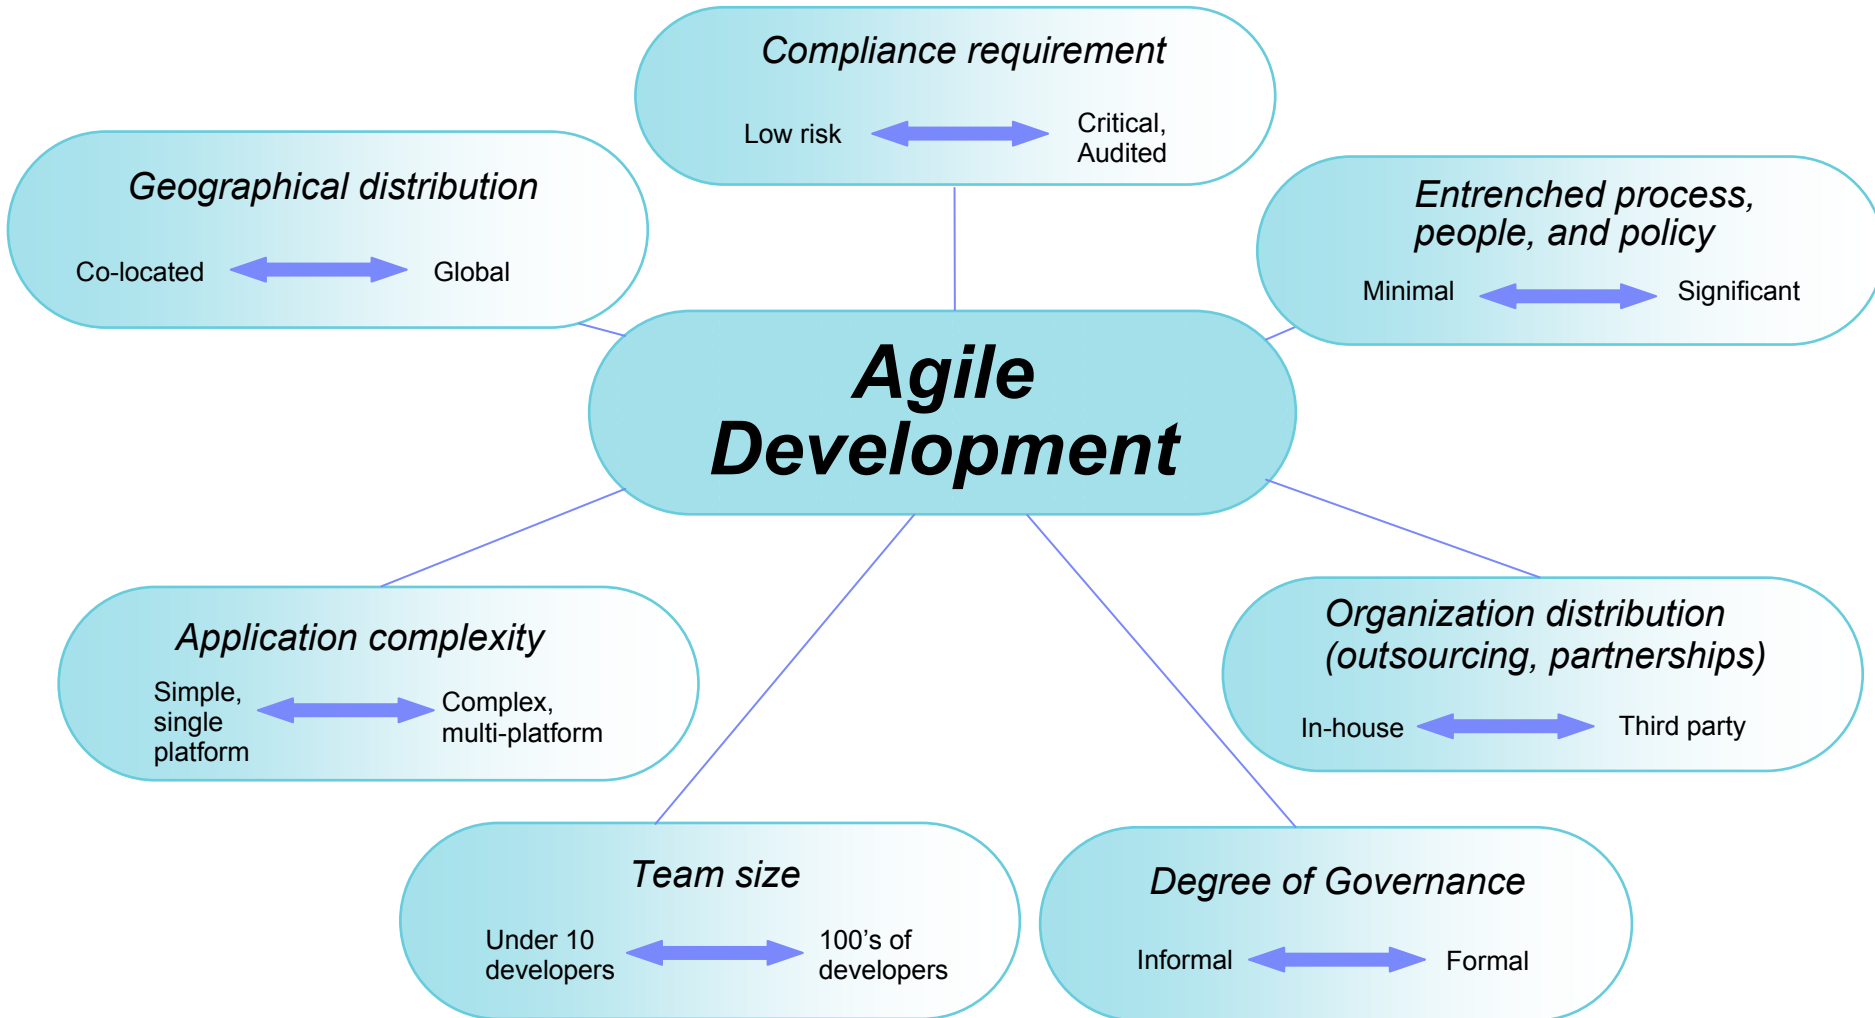 Compliance requirement
Low risk
Critical,
Audited
Geographical distribution
Co-located
Global
Entrenched process,
people, and policy
Minimal
Significant
Agile
Development
Application complexity
Simple,
single
platform
Complex,
multi-platform
Organization distribution
(outsourcing, partnerships)
In-house
Third party
Team size
Under 10
developers
100’s of
developers
Degree of Governance
Informal
Formal